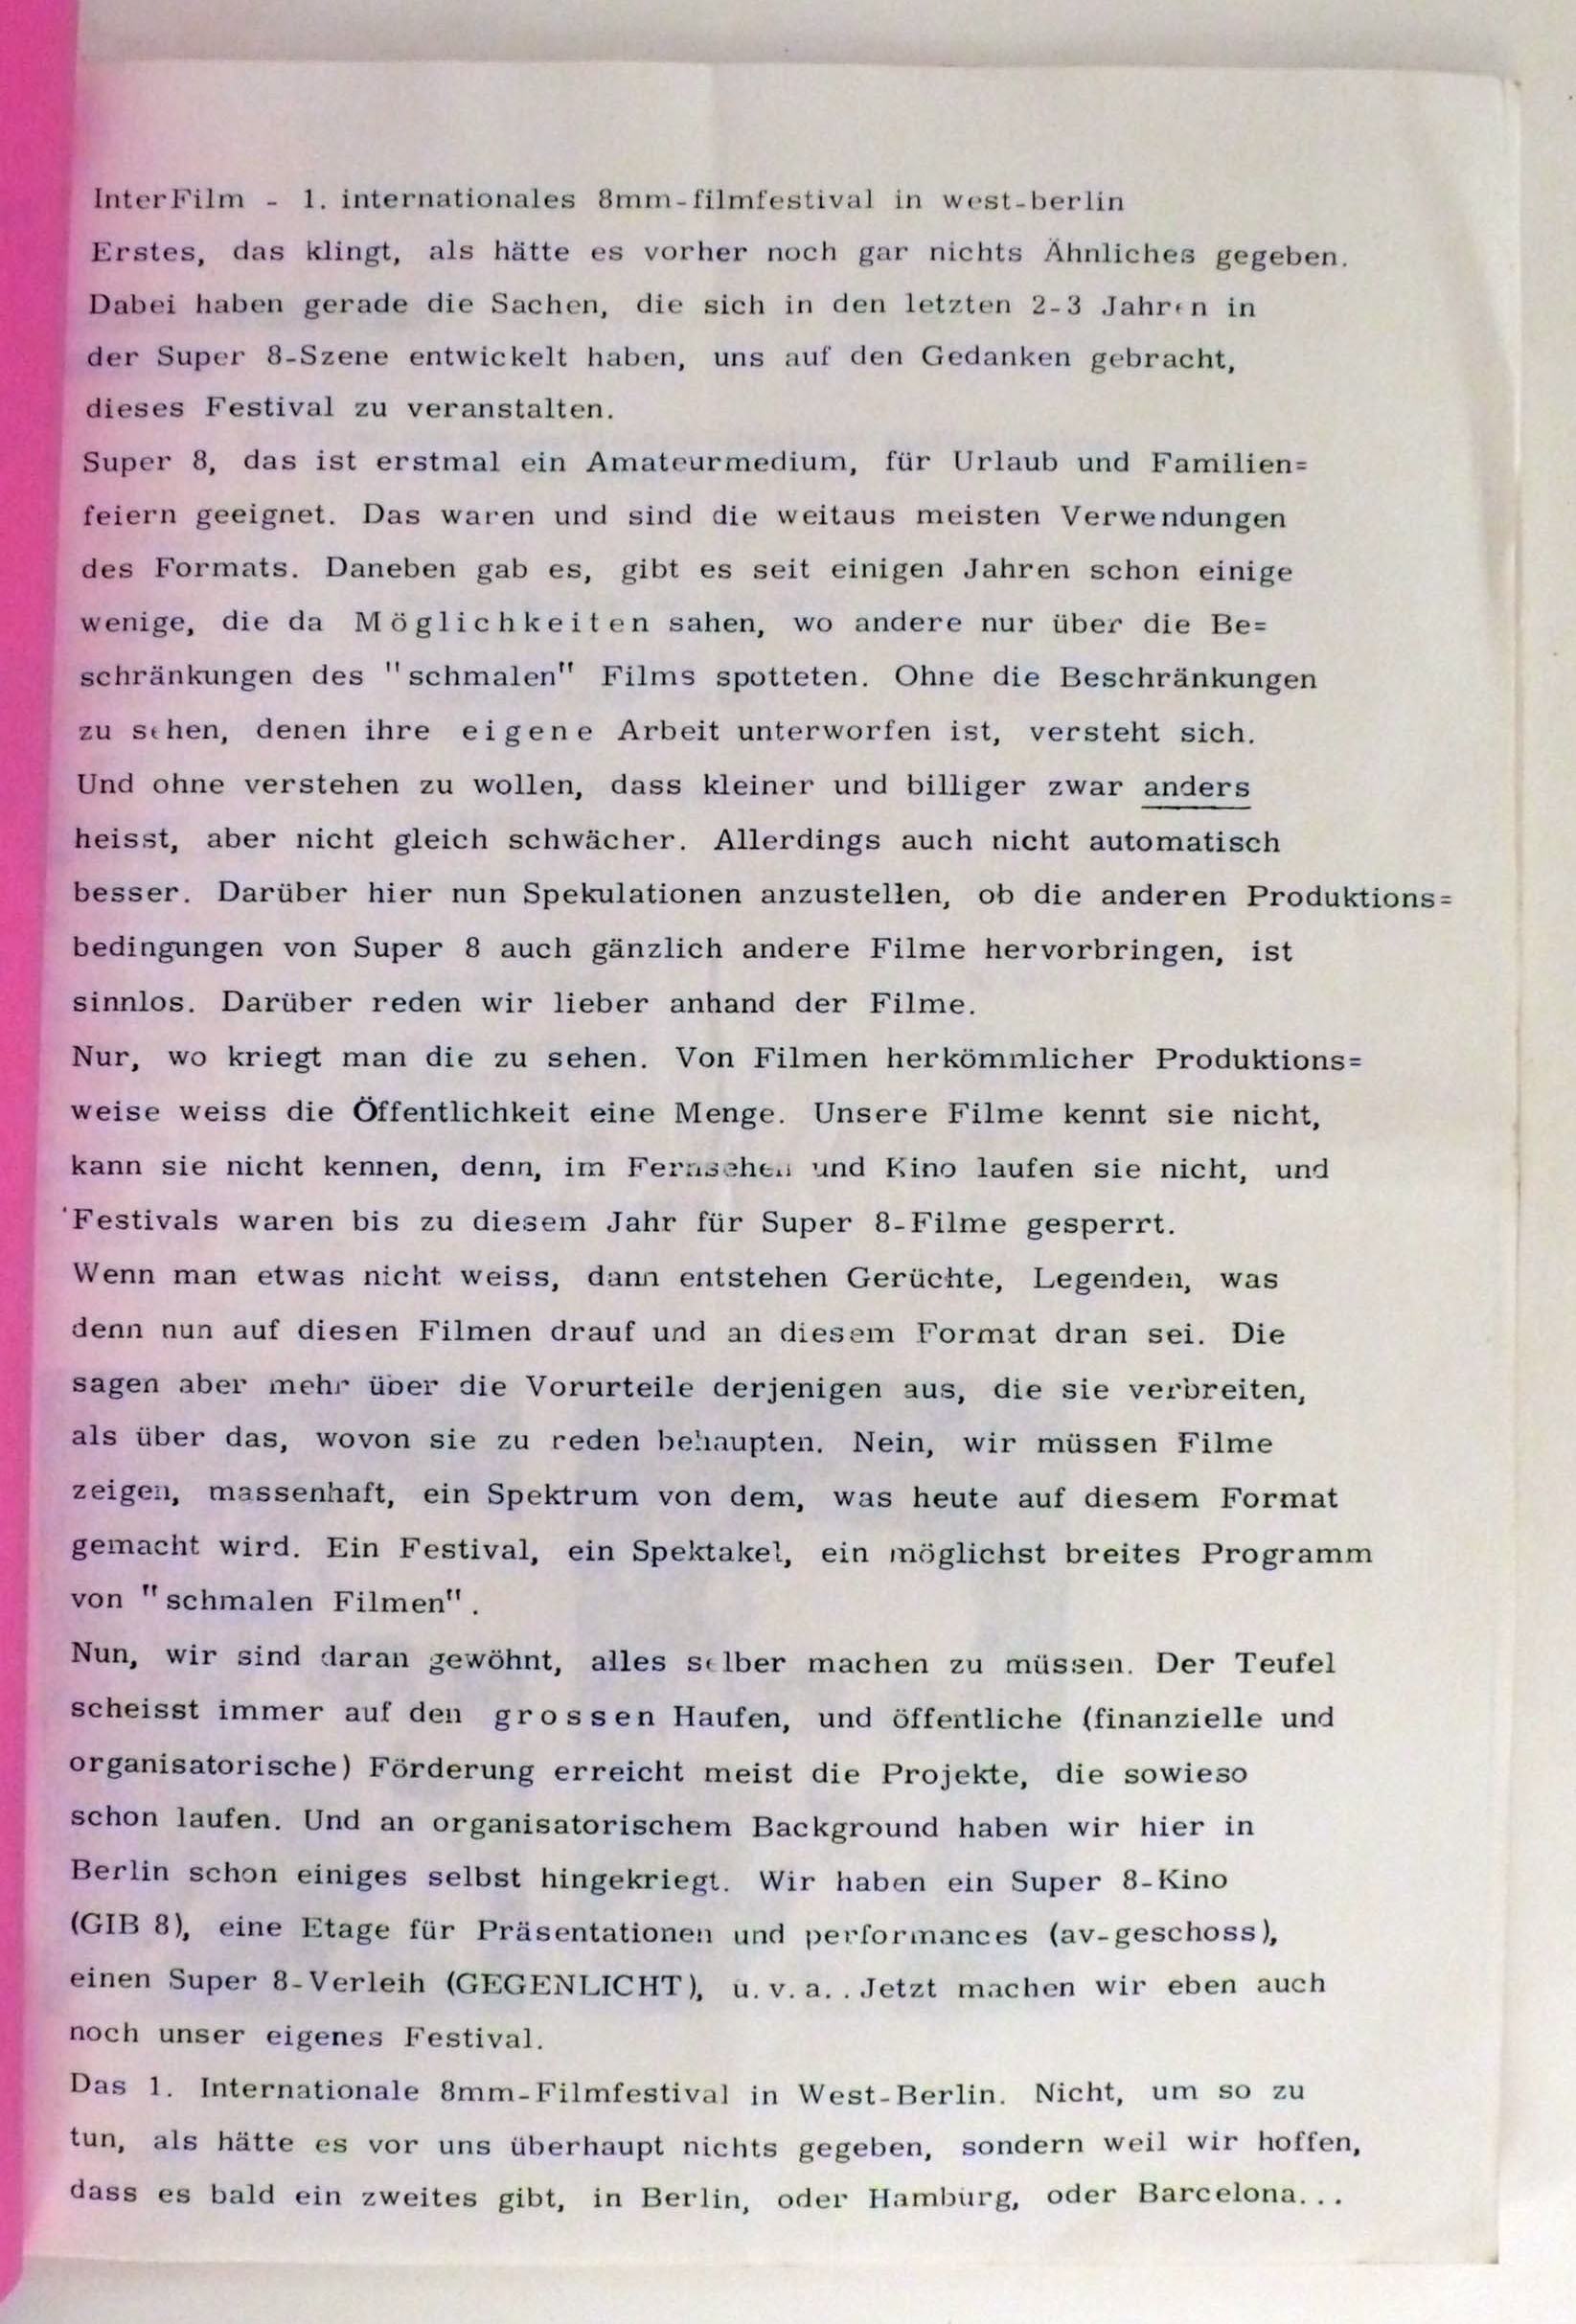 InterFilm - 1. internationales 8mm-filmfestival in west-berlin
Erstes, das klingt, als hätte es vorher noch gar nichts Ähnliches gegeben.
Dabei haben gerade die Sachen, die sich in den letzten 2-3 Jahren in
der Super 8-Szene entwickelt haben, uns auf den Gedanken gebracht,
dieses Festival zu veranstalten.
Super 8, das ist erstmal ein Amateurmedium, für Urlaub und Familien=
feiern geeignet. Das waren und sind die weitaus meisten Verwendungen
des Formats. Daneben gab es, gibt es seit einigen Jahren schon einige
wenige, die da M ö g l i c h k e i t e n sahen, wo andere nur über die Be=
schränkungen des "schmalen" Films spotteten. Ohne die Beschränkungen
zu sehen, denen ihre e i g e n e Arbeit unterworfen ist, versteht sich.
Und ohne verstehen zu wollen, dass kleiner und billiger zwar anders
heisst, aber nicht gleich schwächer. Allerdings auch nicht automatisch
besser. Darüber hier nun Spekulationen anzustellen, ob die anderen Produktions=
bedingungen von Super 8 auch gänzlich andere Filme hervorbringen, ist
sinnlos. Darüber reden wir lieber anhand der Filme.
Nur, wo kriegt man die zu sehen. Von Filmen herkömmlicher Produktions=
weise weiss die Öffentlichkeit eine Menge. Unsere Filme kennt sie nicht,
kann sie nicht kennen, denn, im Fernsehen und Kino laufen sie nicht, und
Festivals waren bis zu diesem Jahr für Super 8-Filme gesperrt.
Wenn man etwas nicht weiss, dann entstehen Gerüchte, Legenden, was
denn nun auf diesen Filmen drauf und an diesem Format dran sei. Die
sagen aber mehr über die Vorurteile derjenigen aus, die sie verbreiten,
als über das, wovon sie zu reden behaupten. Nein, wir müssen Filme
zeigen, massenhaft, ein Spektrum von dem, was heute auf diesem Format
gemacht wird. Ein Festival, ein Spektakel, ein möglichst breites Programm
von "schmalen Filmen".
Nun, wir sind daran gewöhnt, alles selber machen zu müssen. Der Teufel
scheisst immer auf den g r o s s e n Haufen, und öffentliche (finanzielle und
organisatorische) Förderung erreicht meist die Projekte, die sowieso
schon laufen. Und an organisatorischem Background haben wir hier in
Berlin schon einiges selbst hingekriegt. Wir haben ein Super 8-Kino
(GIB 8), eine Etage für Präsentationen und performances (av-geschoss),
einen Super 8-Verleih (GEGENLICHT), u. v. a. . Jetzt machen wir eben auch
noch unser eigenes Festival.
Das 1. Internationale 8mm-Filmfestival in West-Berlin. Nicht, um so zu
tun, als hätte es vor uns überhaupt nichts gegeben, sondern weil wir hoffen,
dass es bald ein zweites gibt, in Berlin, oder Hamburg, oder Barcelona...